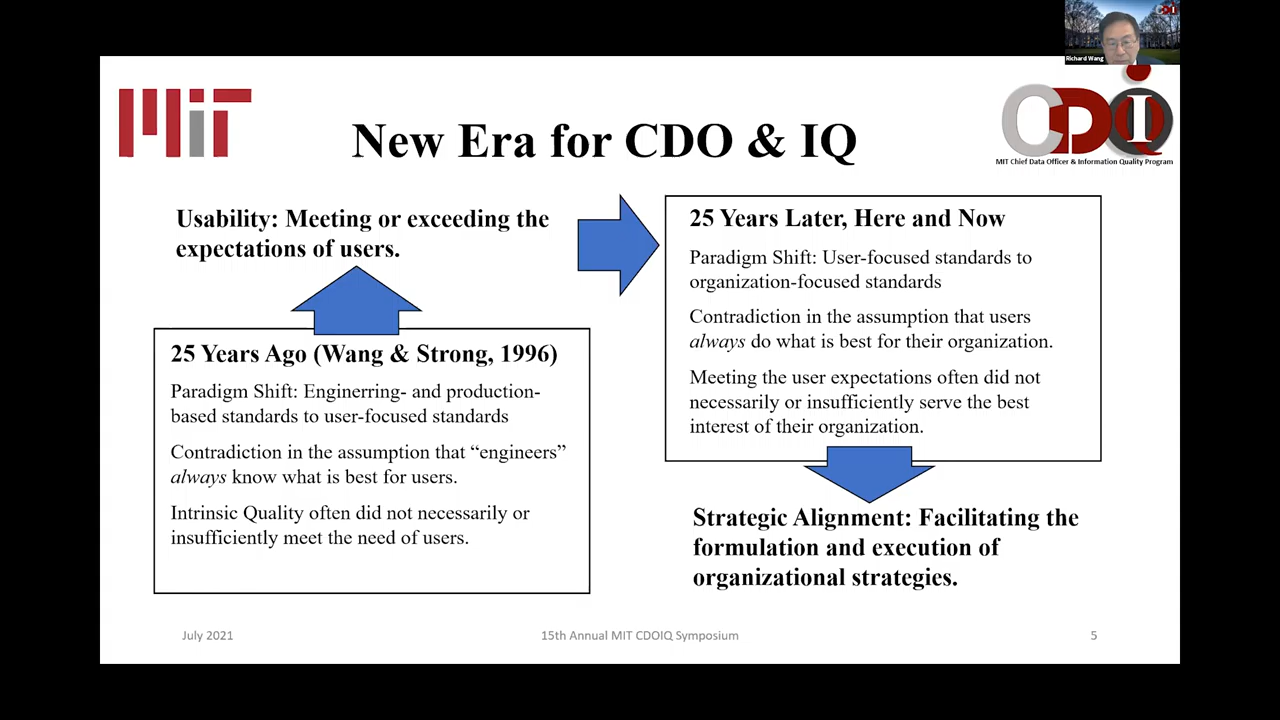 Richard Wang
CDQ
MIT
CDIQ
MIT Chief Data Officer & Information Quality Program
New Era for CDO & IQ
Usability: Meeting or exceeding the
expectations of users.
25 Years Ago (Wang & Strong, 1996)
Paradigm Shift: Enginerring- and production-
based standards to user-focused standards
Contradiction in the assumption that “engineers”
always know what is best for users.
Intrinsic Quality often did not necessarily or
insufficiently meet the need of users.
25 Years Later, Here and Now
Paradigm Shift: User-focused standards to
organization-focused standards
Contradiction in the assumption that users
always do what is best for their organization.
Meeting the user expectations often did not
necessarily or insufficiently serve the best
interest of their organization.
Strategic Alignment: Facilitating the
formulation and execution of
organizational strategies.
July 2021
15th Annual MIT CDOIQ Symposium
5